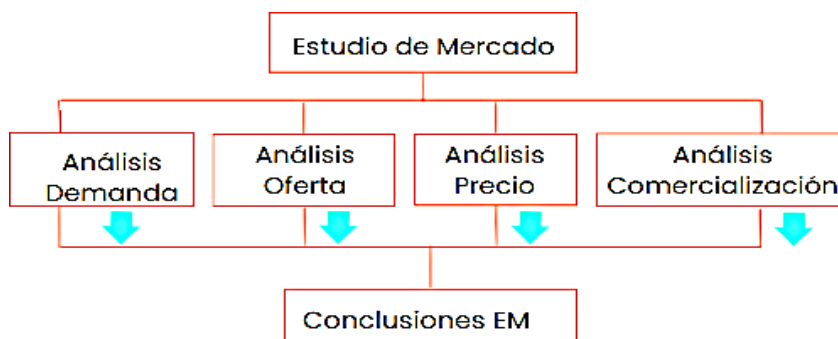 Estudio de Mercado
Análisis
Demanda
Análisis
Oferta
Análisis
Precio
Análisis
Comercialización
Conclusiones EM